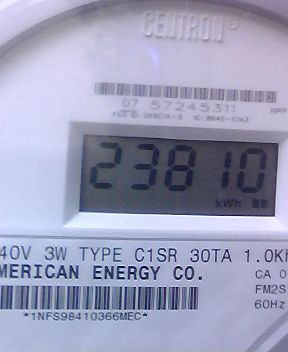 CENTRON®
07 57245311
23810
kWh
40V 3W TYPE C1SR 30TA 1.0K
MERICAN ENERGY CO.
CA 0
FM2S
60Hz
*1NFS98410366MEC*